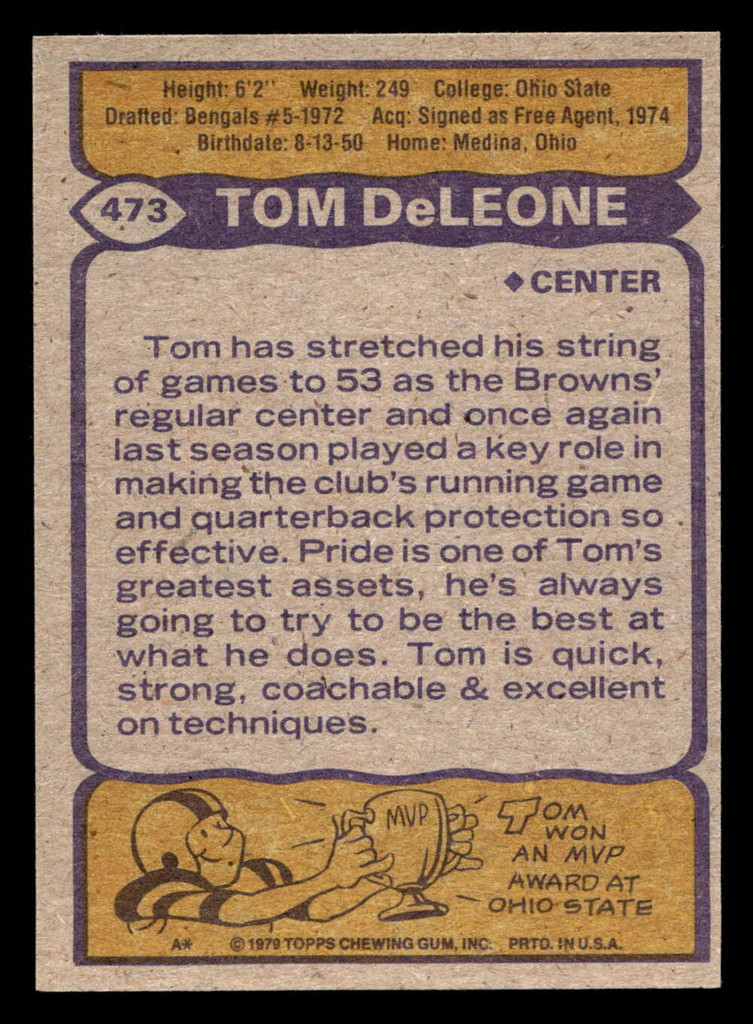 Height: 6'2" Weight: 249 College: Ohio State
Drafted: Bengals #5-1972 Acq: Signed as Free Agent, 1974
Birthdate: 8-13-50 Home: Medina, Ohio
473 TOM DeLEONE
◆ CENTER
Tom has stretched his string
of games to 53 as the Browns'
regular center and once again
last season played a key role in
making the club's running game
and quarterback protection so
effective. Pride is one of Tom's
greatest assets, he's always
going to try to be the best at
what he does. Tom is quick,
strong, coachable & excellent
on techniques.
MVP
TOM
WON
AN MVP
AWARD AT
OHIO STATE
A* © 1979 TOPPS CHEWING GUM, INC. PRTD. IN U.S.A.